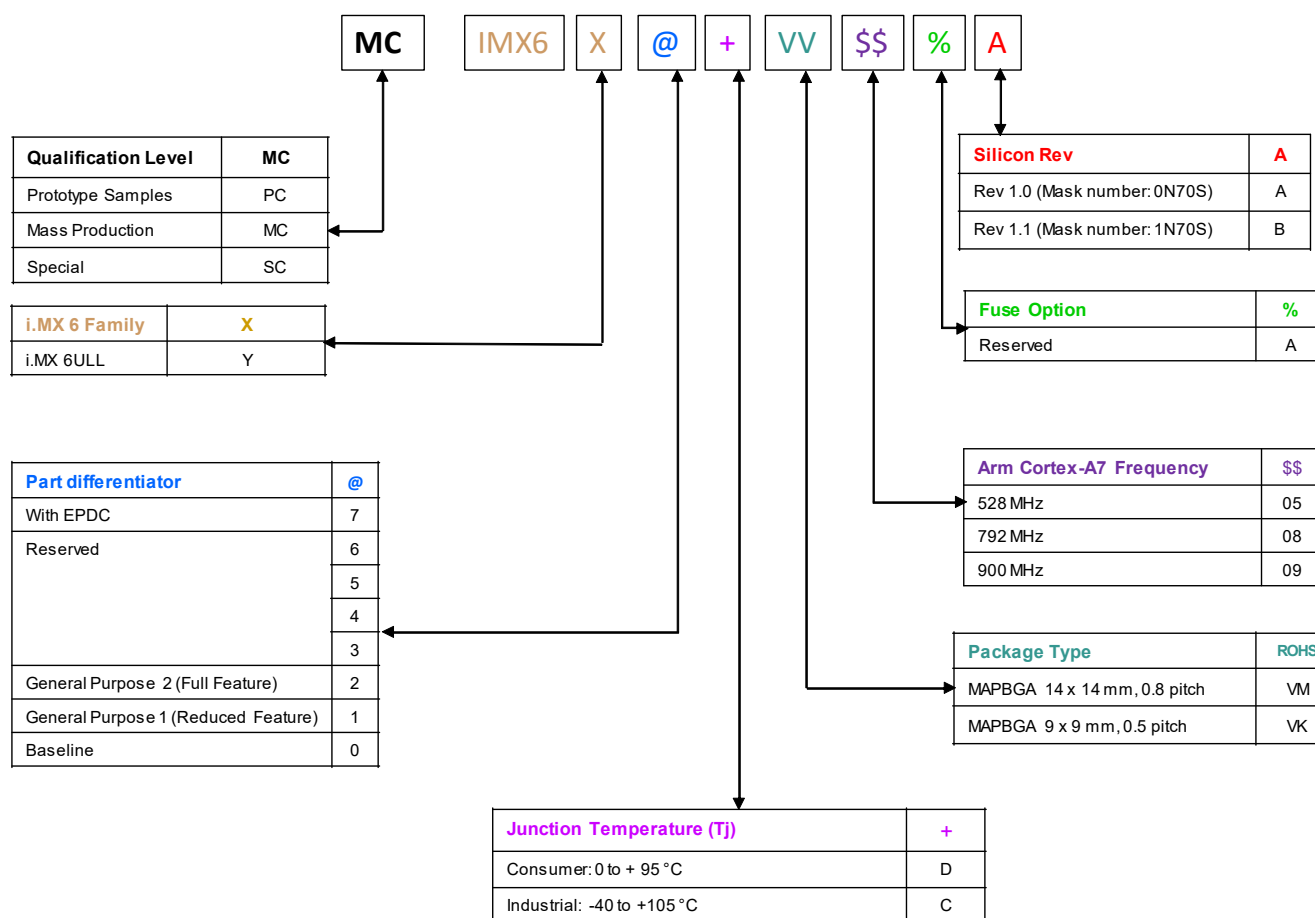 MC IMX6 X @ + VV $$ % A
Qualification Level MC
Prototype Samples PC
Mass Production MC
Special SC
Silicon Rev A
Rev 1.0 (Mask number: 0N70S) A
Rev 1.1 (Mask number: 1N70S) B
i.MX 6 Family X
i.MX 6ULL Y
Fuse Option %
Reserved A
Part differentiator @
With EPDC 7
Reserved 6
5
4
3
General Purpose 2 (Full Feature) 2
General Purpose 1 (Reduced Feature) 1
Baseline 0
Arm Cortex-A7 Frequency $$
528 MHz 05
792 MHz 08
900 MHz 09
Package Type ROHS
MAPBGA 14 x 14 mm, 0.8 pitch VM
MAPBGA 9 x 9 mm, 0.5 pitch VK
Junction Temperature (Tj) +
Consumer: 0 to + 95 °C D
Industrial: -40 to +105 °C C